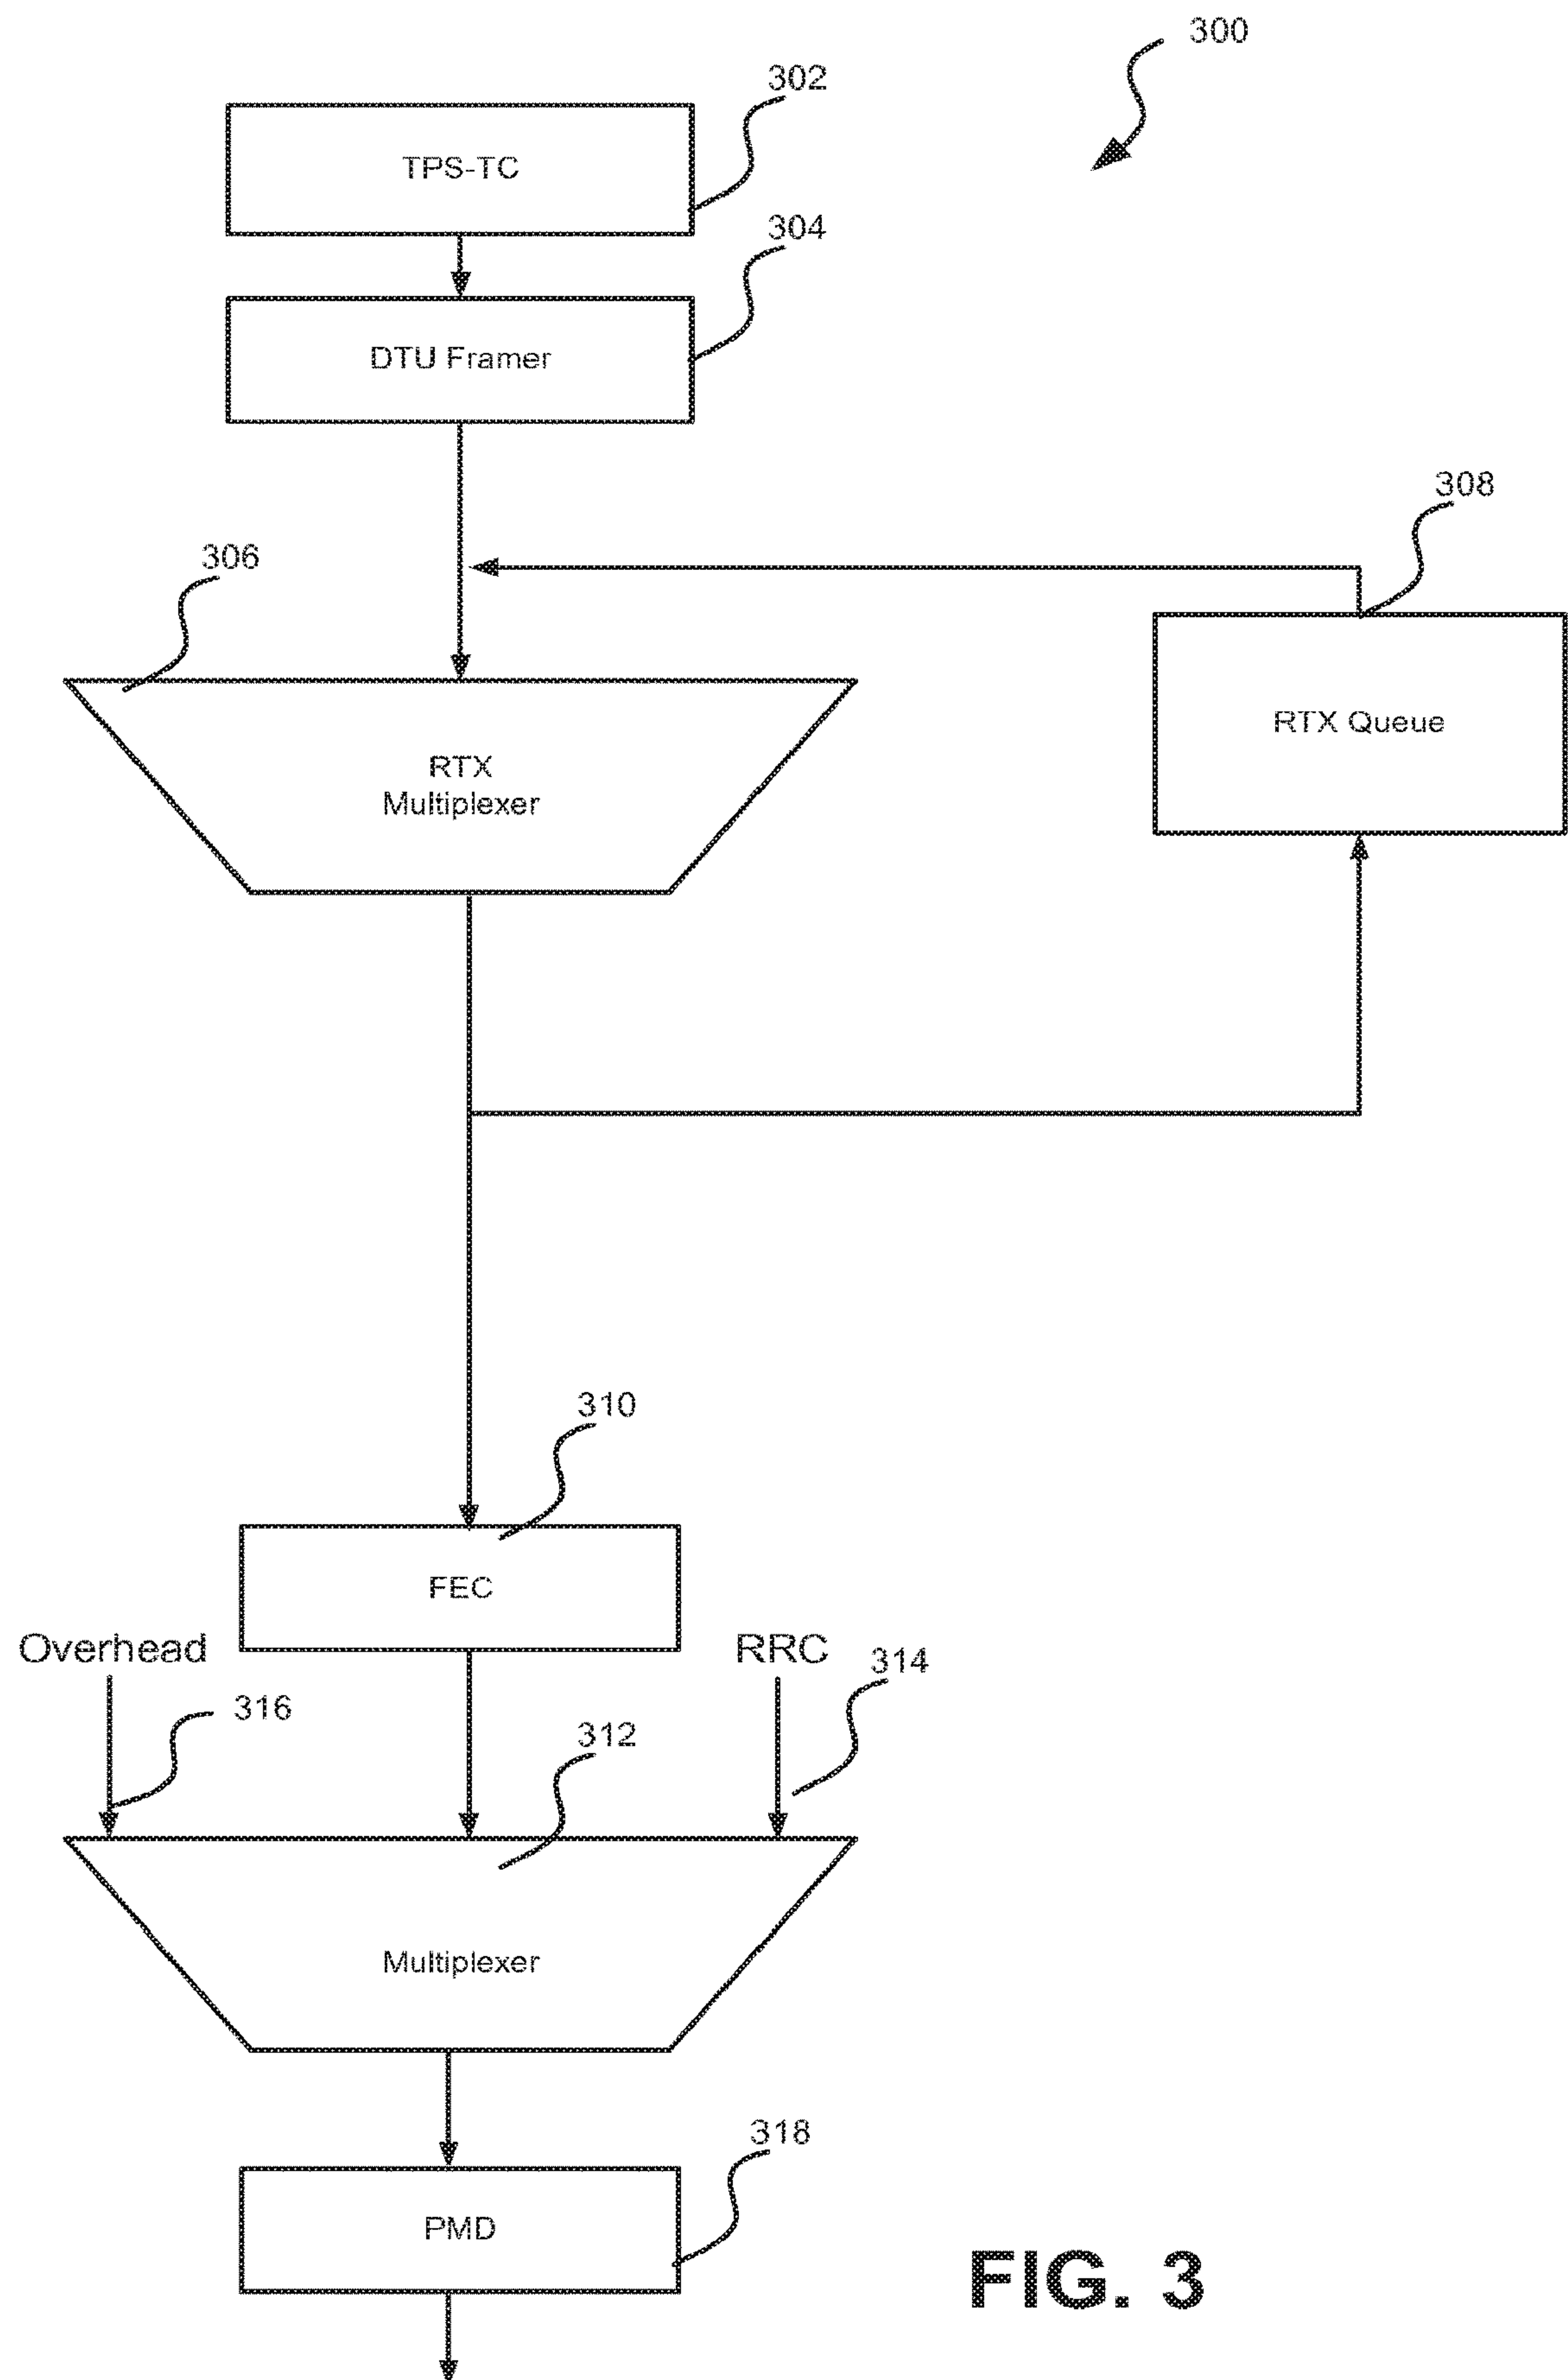 300
302
TPS-TC
304
DTU Framer
308
306
RTX Queue
RTX
Multiplexer
310
FEC
Overhead
RRC
314
316
312
Multiplexer
318
PMD
FIG. 3